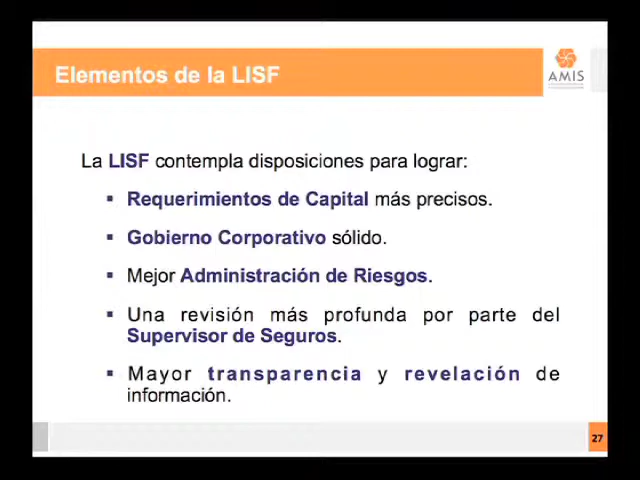 Elementos de la LISF
AMIS
La LISF contempla disposiciones para lograr:
▪ Requerimientos de Capital más precisos.
▪ Gobierno Corporativo sólido.
▪ Mejor Administración de Riesgos.
▪ Una revisión más profunda por parte del
Supervisor de Seguros.
▪ Mayor transparencia y revelación de
información.
27